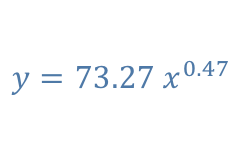 y = 73.27 x^0.47